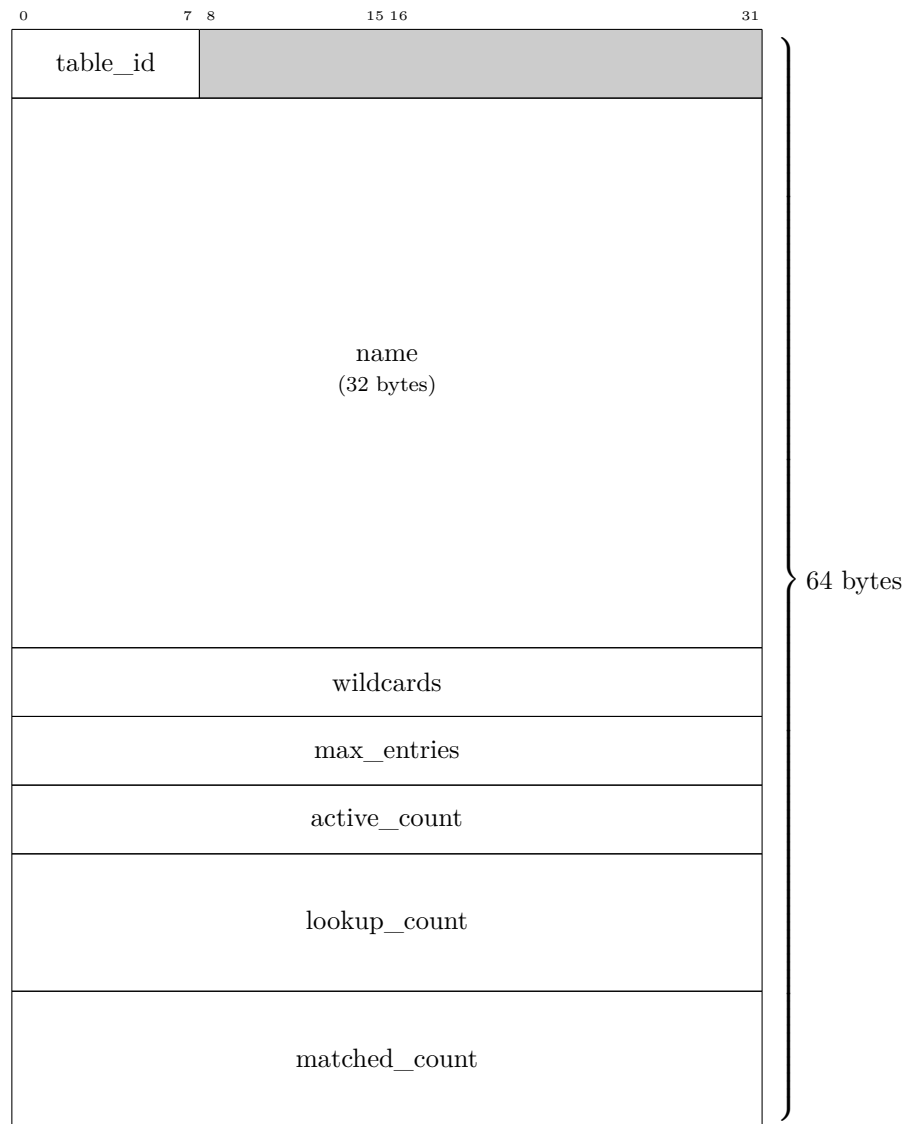 0 7 8 15 16 31
table_id
name
(32 bytes)
64 bytes
wildcards
max_entries
active_count
lookup_count
matched_count